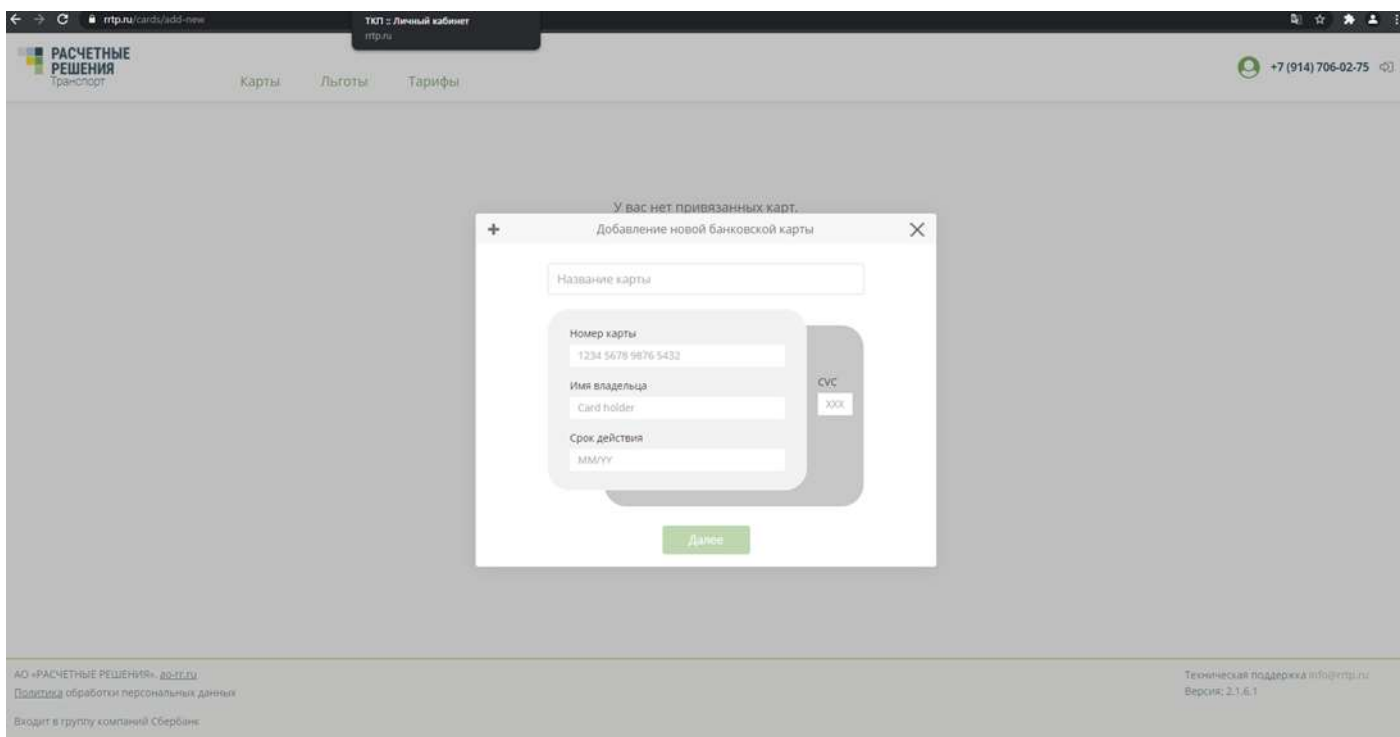 rrtp.ru/cards/add-new
ТКП :: Личный кабинет
rrtp.ru
РАСЧЕТНЫЕ
РЕШЕНИЯ
Транспорт
Карты Льготы Тарифы
+7 (914) 706-02-75
У вас нет привязанных карт.
Добавление новой банковской карты
Название карты
Номер карты
1234 5678 9876 5432
Имя владельца
Card holder
Срок действия
MM/YY
CVC
XXX
Далее
АО «РАСЧЕТНЫЕ РЕШЕНИЯ», ao-rr.ru
Политика обработки персональных данных
Входит в группу компаний Сбербанк
Техническая поддержка info@rrtp.ru
Версия: 2.1.6.1